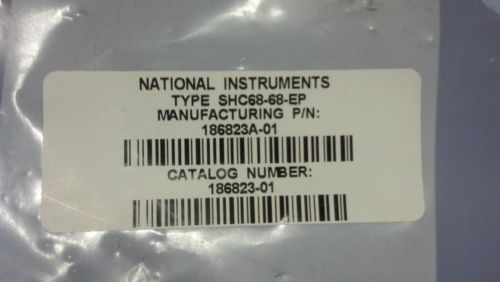 NATIONAL INSTRUMENTS
TYPE SHC68-68-EP
MANUFACTURING P/N:
186823A-01
CATALOG NUMBER:
186823-01